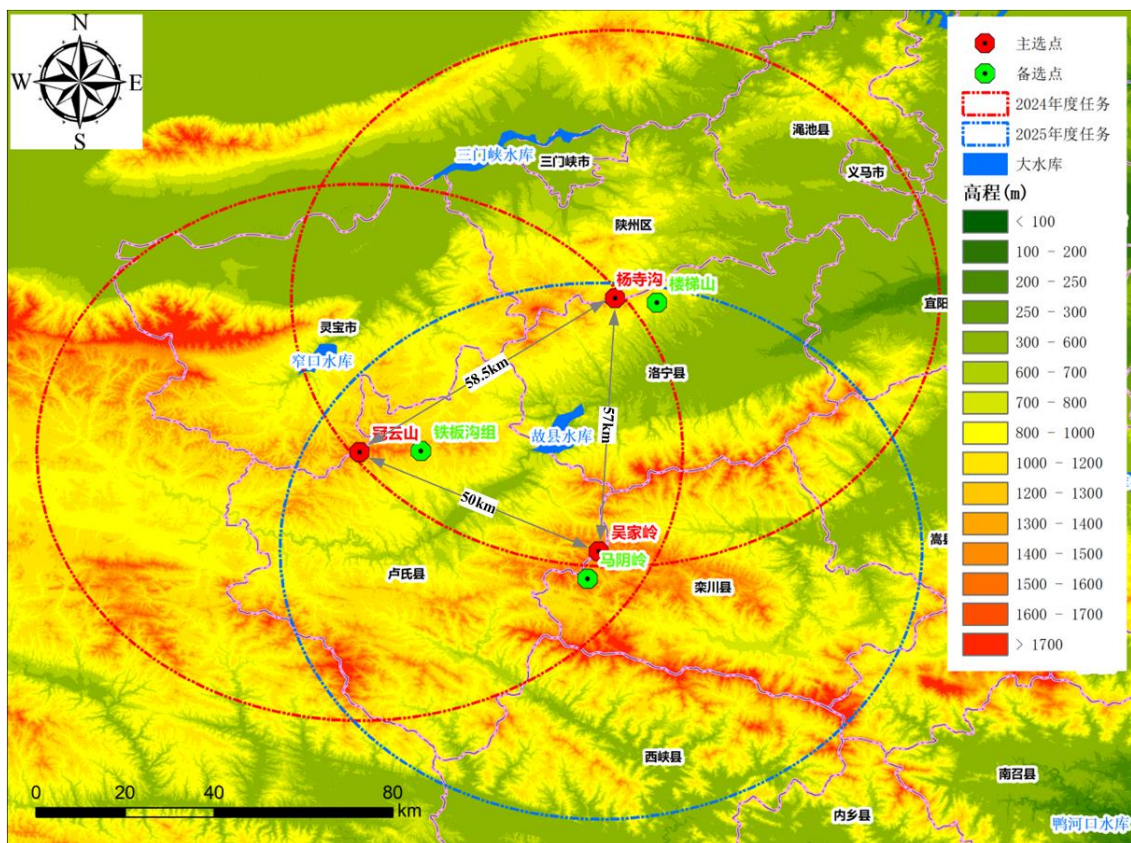 N
W
E
S
主选点
备选点
2024年度任务
2025年度任务
大水库
高程(m)
< 100
100 - 200
200 - 250
250 - 300
300 - 600
600 - 700
700 - 800
800 - 1000
1000 - 1200
1200 - 1300
1300 - 1400
1400 - 1500
1500 - 1600
1600 - 1700
> 1700
渑池县
三门峡水库
三门峡市
义马市
陕州区
杨寺沟
楼梯山
宜阳
灵宝市
窄口水库
58.5km
洛宁县
57km
冠云山
铁板沟组
故县水库
50km
吴家岭
马阴岭
嵩县
卢氏县
栾川县
西峡县
南召县
内乡县
鸭河口水库
0
20
40
80
km